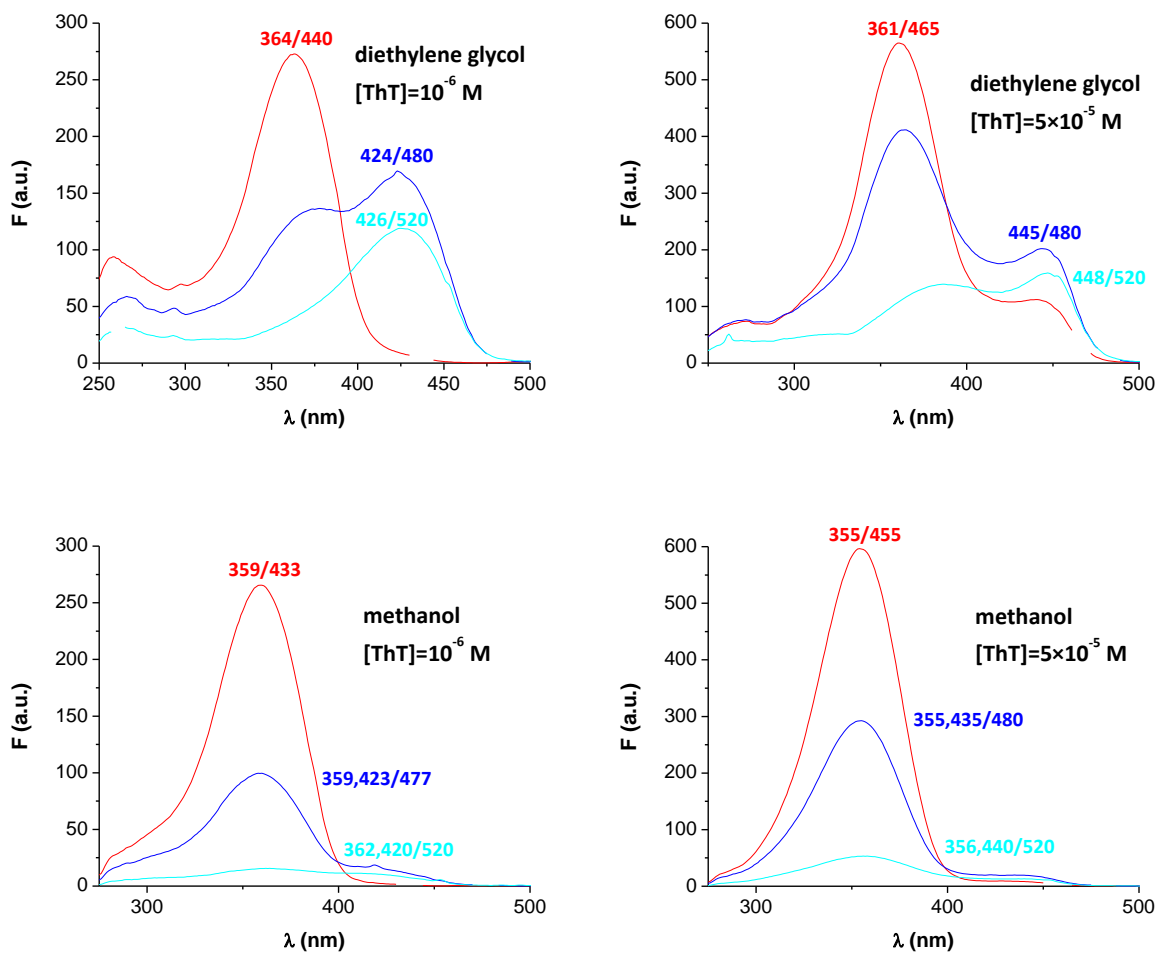 300
250
200
150
100
50
0
F (a.u.)
364/440
diethylene glycol
[ThT]=10⁻⁶ M
424/480
426/520
250 300 350 400 450 500
λ (nm)
600
500
400
300
200
100
0
F (a.u.)
361/465
diethylene glycol
[ThT]=5×10⁻⁵ M
445/480
448/520
300 400 500
λ (nm)
300
250
200
150
100
50
0
F (a.u.)
359/433
methanol
[ThT]=10⁻⁶ M
359,423/477
362,420/520
300 400 500
λ (nm)
600
500
400
300
200
100
0
F (a.u.)
355/455
methanol
[ThT]=5×10⁻⁵ M
355,435/480
356,440/520
300 400 500
λ (nm)